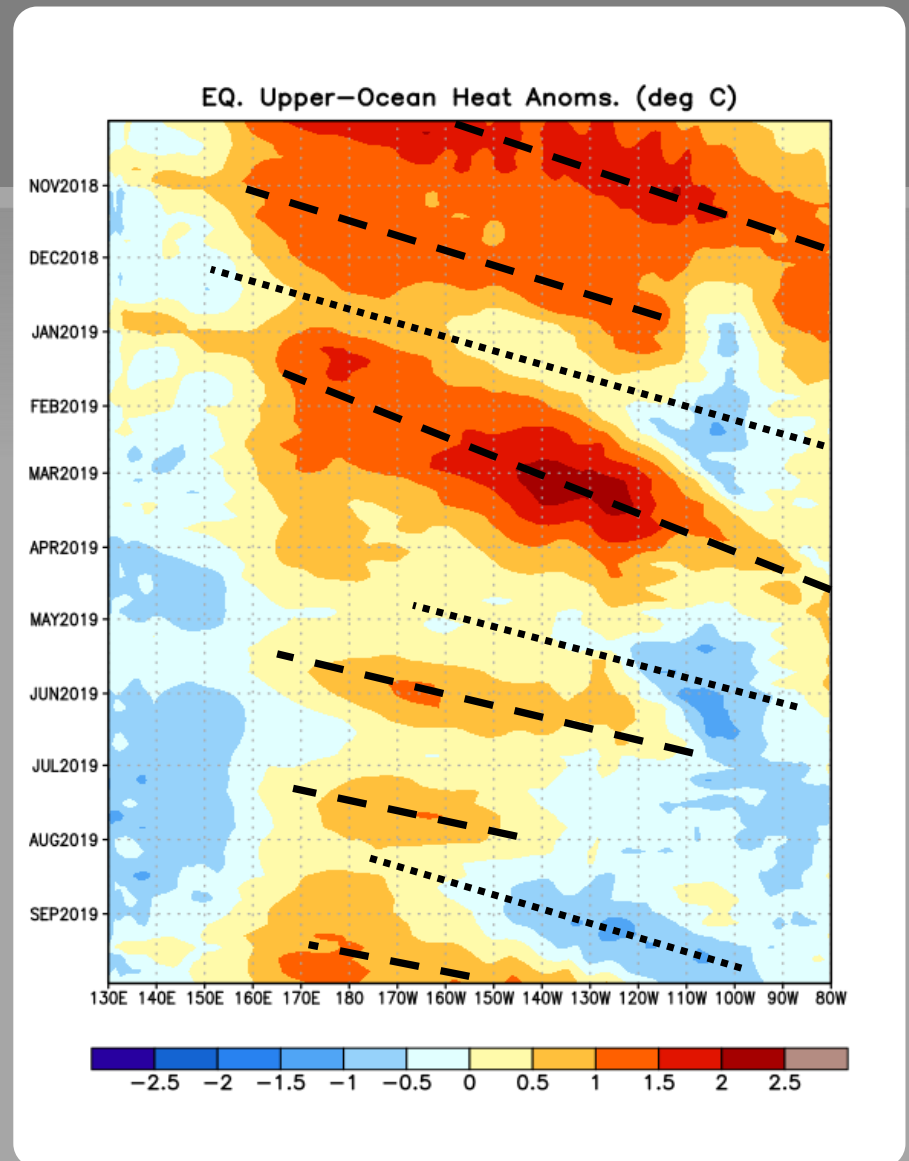 EQ. Upper-Ocean Heat Anoms. (deg C)
NOV2018
DEC2018
JAN2019
FEB2019
MAR2019
APR2019
MAY2019
JUN2019
JUL2019
AUG2019
SEP2019
130E 140E 150E 160E 170E 180 170W 160W 150W 140W 130W 120W 110W 100W 90W 80W
-2.5 -2 -1.5 -1 -0.5 0 0.5 1 1.5 2 2.5